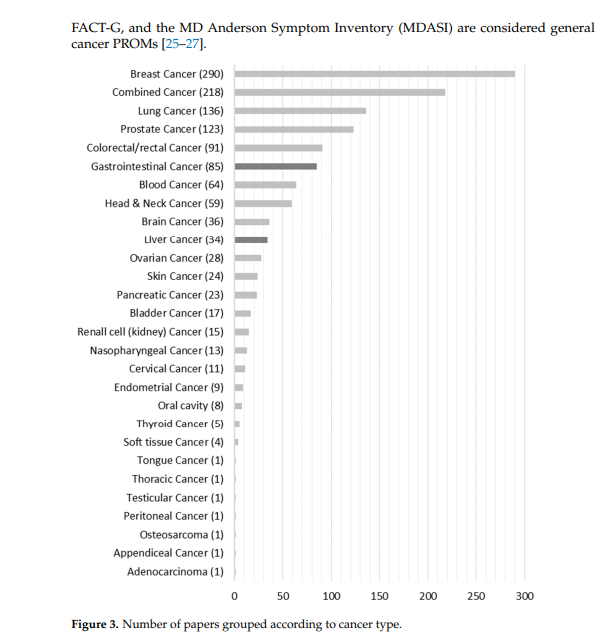 FACT-G, and the MD Anderson Symptom Inventory (MDASI) are considered general
cancer PROMs [25–27].
Breast Cancer (290)
Combined Cancer (218)
Lung Cancer (136)
Prostate Cancer (123)
Colorectal/rectal Cancer (91)
Gastrointestinal Cancer (85)
Blood Cancer (64)
Head & Neck Cancer (59)
Brain Cancer (36)
Liver Cancer (34)
Ovarian Cancer (28)
Skin Cancer (24)
Pancreatic Cancer (23)
Bladder Cancer (17)
Renall cell (kidney) Cancer (15)
Nasopharyngeal Cancer (13)
Cervical Cancer (11)
Endometrial Cancer (9)
Oral cavity (8)
Thyroid Cancer (5)
Soft tissue Cancer (4)
Tongue Cancer (1)
Thoracic Cancer (1)
Testicular Cancer (1)
Peritoneal Cancer (1)
Osteosarcoma (1)
Appendiceal Cancer (1)
Adenocarcinoma (1)
0 50 100 150 200 250 300
Figure 3. Number of papers grouped according to cancer type.